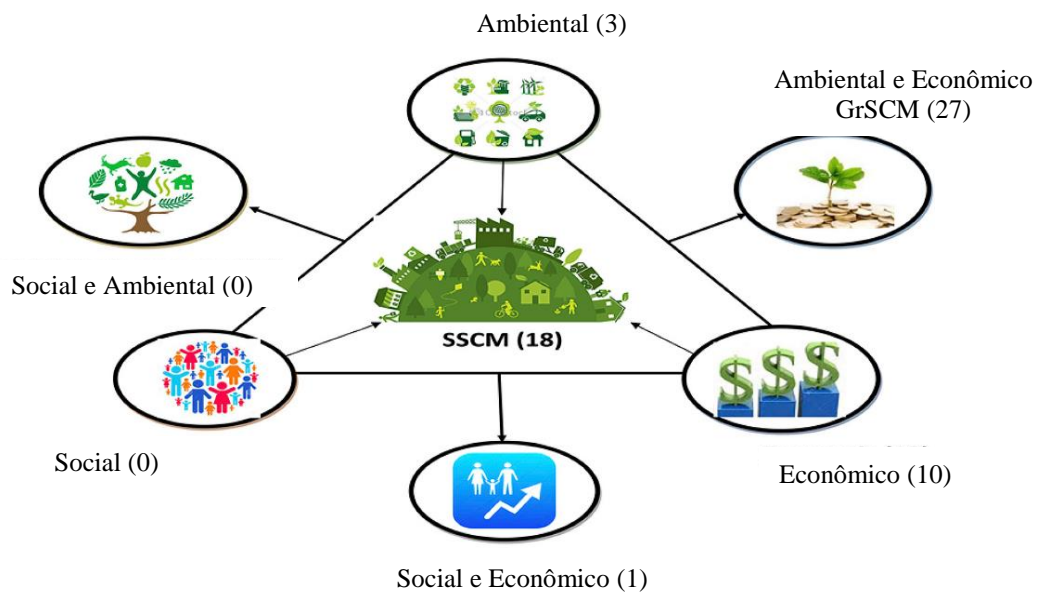 Ambiental (3)
Ambiental e Econômico
GrSCM (27)
Social e Ambiental (0)
SSCM (18)
Social (0)
Econômico (10)
Social e Econômico (1)